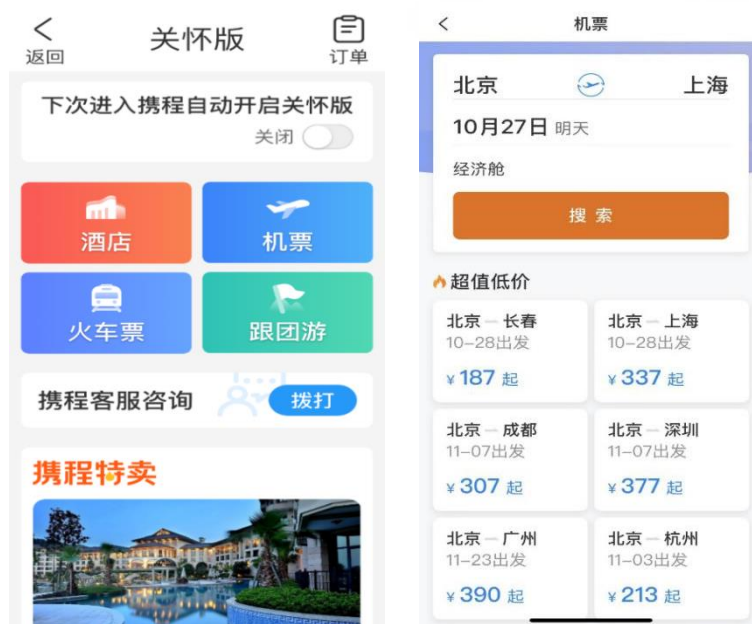 关怀版
返回
订单
下次进入携程自动开启关怀版
关闭
酒店
机票
火车票
跟团游
携程客服咨询
拨打
携程特卖
机票
北京
上海
10月27日 明天
经济舱
搜 索
超值低价
北京 — 长春
10–28出发
¥187 起
北京 — 上海
10–28出发
¥337 起
北京 — 成都
11–07出发
¥307 起
北京 — 深圳
11–07出发
¥377 起
北京 — 广州
11–23出发
¥390 起
北京 — 杭州
11–03出发
¥213 起